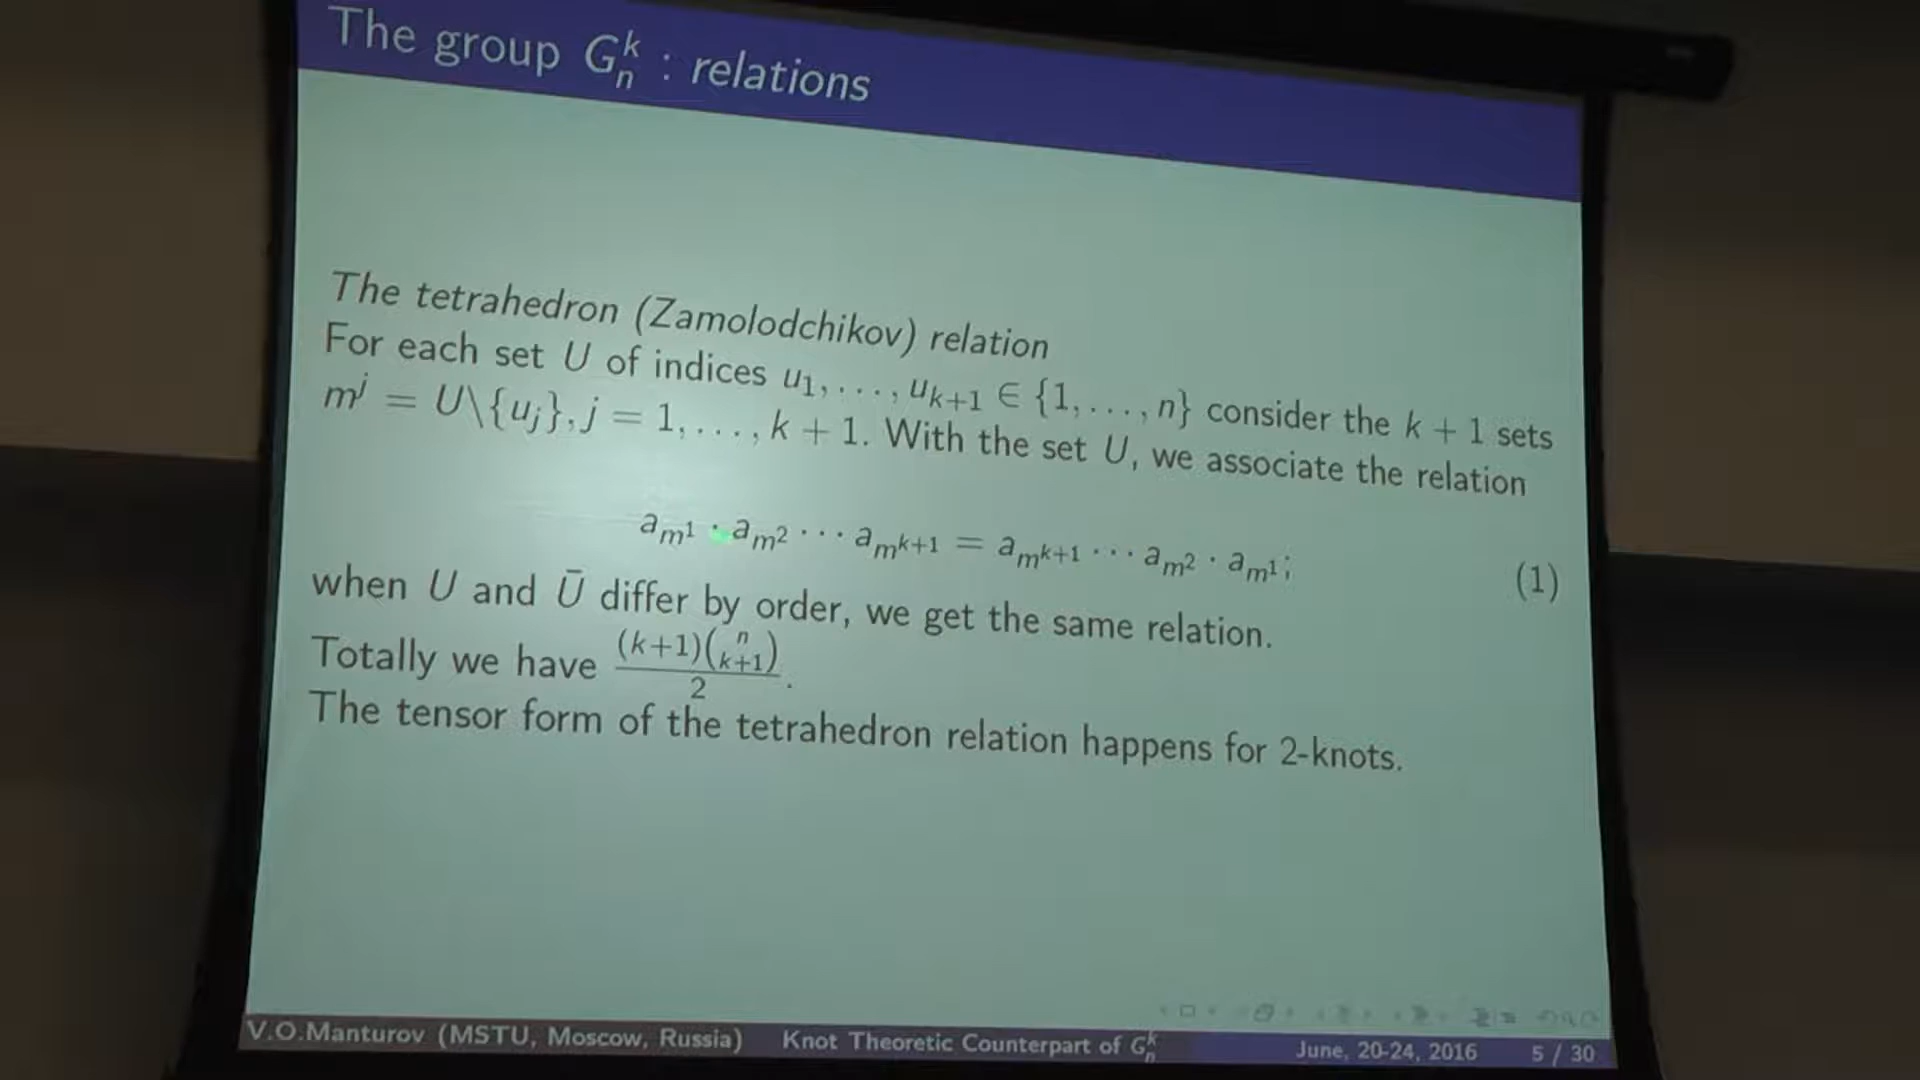 The group $G_n^k$ : relations
The tetrahedron (Zamolodchikov) relation
For each set $U$ of indices $u_1, \ldots, u_{k+1} \in \{1, \ldots, n\}$ consider the $k + 1$ sets
$m^j = U \backslash \{u_j\}, j = 1, \ldots, k + 1$. With the set $U$, we associate the relation
$a_{m^1} \cdot a_{m^2} \cdots a_{m^{k+1}} = a_{m^{k+1}} \cdots a_{m^2} \cdot a_{m^1};$ (1)
when $U$ and $\bar{U}$ differ by order, we get the same relation.
Totally we have $\frac{(k+1)\binom{n}{k+1}}{2}$.
The tensor form of the tetrahedron relation happens for 2-knots.
V.O.Manturov (MSTU, Moscow, Russia) Knot Theoretic Counterpart of $G_n^k$ June, 20-24, 2016 5 / 30